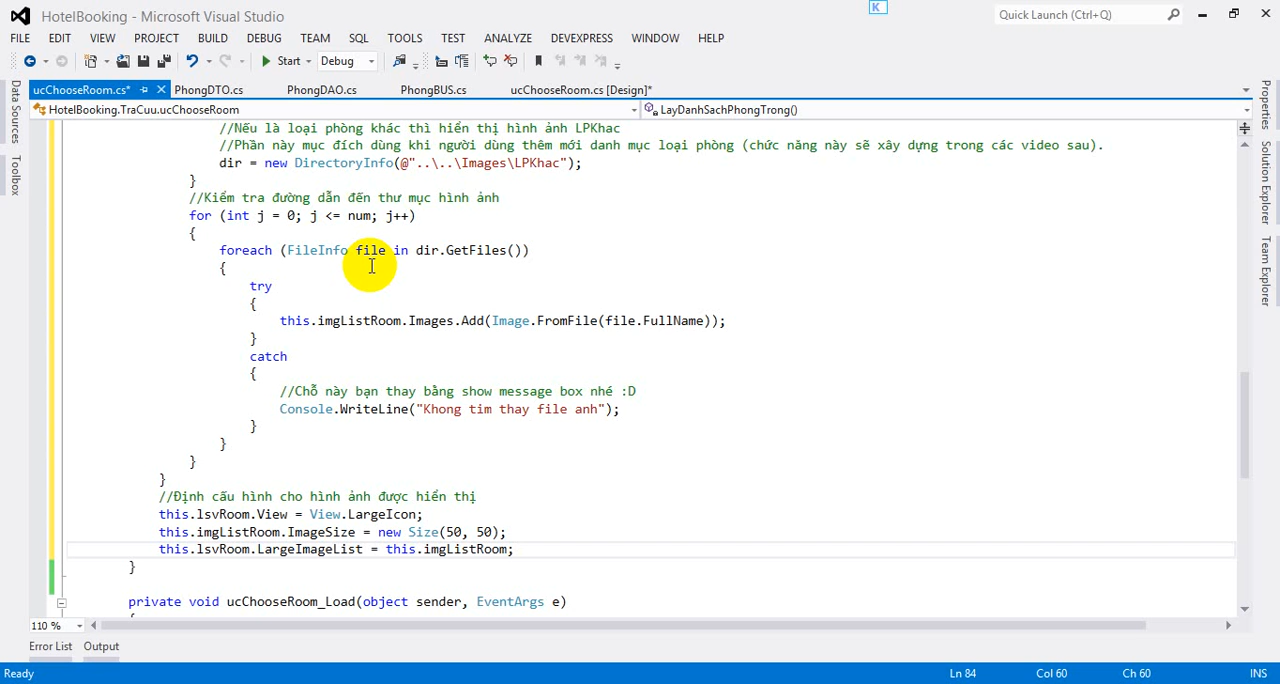 HotelBooking - Microsoft Visual Studio
K
Quick Launch (Ctrl+Q)
FILE EDIT VIEW PROJECT BUILD DEBUG TEAM SQL TOOLS TEST ANALYZE DEVEXPRESS WINDOW HELP
Start Debug
ucChooseRoom.cs* PhongDTO.cs PhongDAO.cs PhongBUS.cs ucChooseRoom.cs [Design]*
HotelBooking.TraCuu.ucChooseRoom LayDanhSachPhongTrong()
Data Sources
Toolbox
Properties
Solution Explorer
Team Explorer
//Nếu là loại phòng khác thì hiển thị hình ảnh LPKhac
//Phần này mục đích dùng khi người dùng thêm mới danh mục loại phòng (chức năng này sẽ xây dựng trong các video sau).
dir = new DirectoryInfo(@"..\..\Images\LPKhac");
}
//Kiểm tra đường dẫn đến thư mục hình ảnh
for (int j = 0; j <= num; j++)
{
foreach (FileInfo file in dir.GetFiles())
{
try
{
this.imgListRoom.Images.Add(Image.FromFile(file.FullName));
}
catch
{
//Chỗ này bạn thay bằng show message box nhé :D
Console.WriteLine("Khong tim thay file anh");
}
}
}
}
//Định cấu hình cho hình ảnh được hiển thị
this.lsvRoom.View = View.LargeIcon;
this.imgListRoom.ImageSize = new Size(50, 50);
this.lsvRoom.LargeImageList = this.imgListRoom;
}
private void ucChooseRoom_Load(object sender, EventArgs e)
{
110 %
Error List Output
Ready Ln 84 Col 60 Ch 60 INS